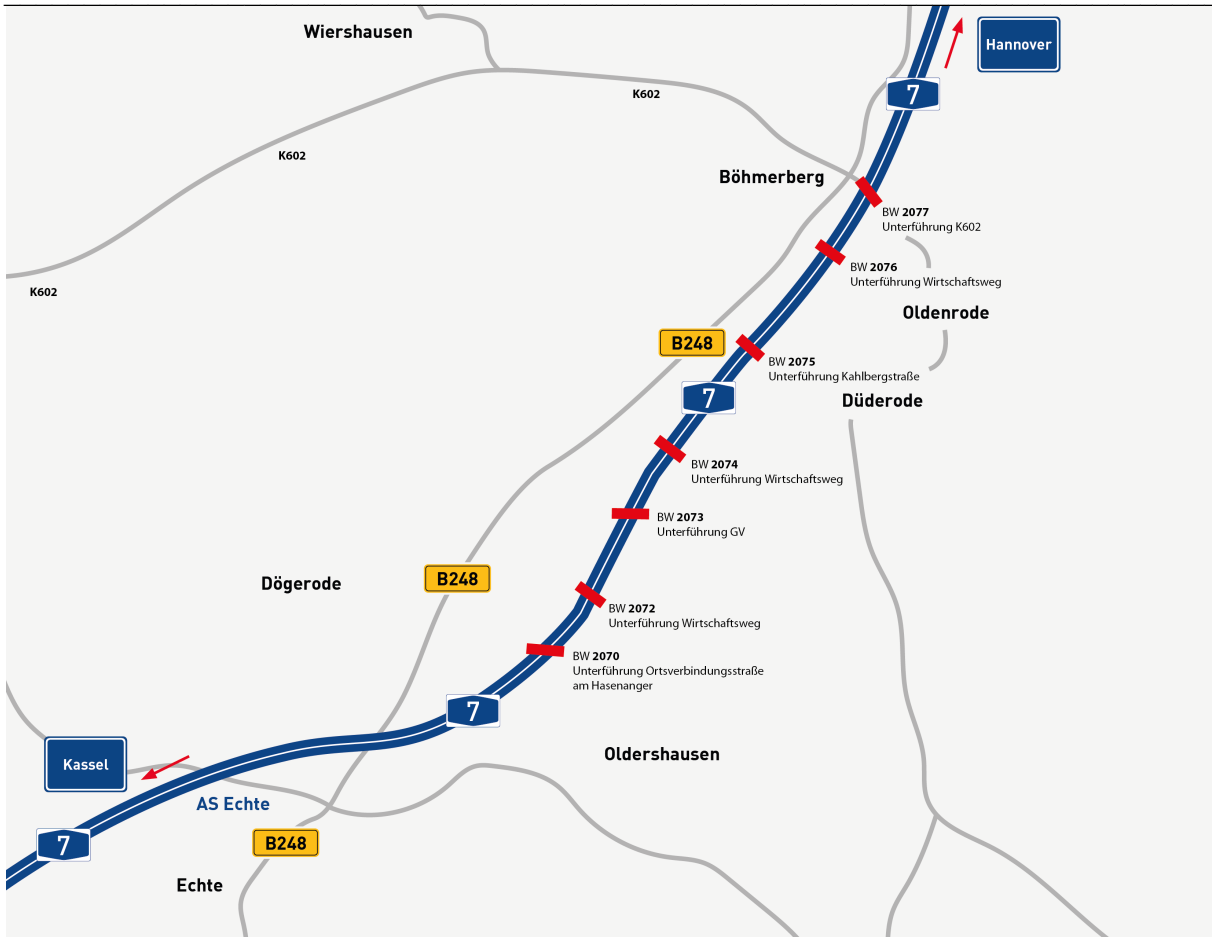 Wiershausen
Hannover
K602
7
K602
Böhmerberg
BW 2077
Unterführung K602
BW 2076
Unterführung Wirtschaftsweg
K602
Oldenrode
B248
BW 2075
Unterführung Kahlbergstraße
7
Düderode
BW 2074
Unterführung Wirtschaftsweg
BW 2073
Unterführung GV
Dögerode
B248
BW 2072
Unterführung Wirtschaftsweg
BW 2070
Unterführung Ortsverbindungsstraße
am Hasenanger
7
Oldershausen
Kassel
AS Echte
7
B248
Echte